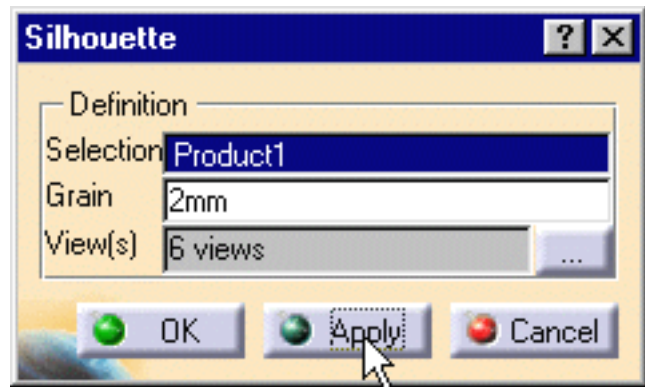 Silhouette ? X
Definition
Selection Product1
Grain 2mm
View(s) 6 views ...
OK Apply Cancel